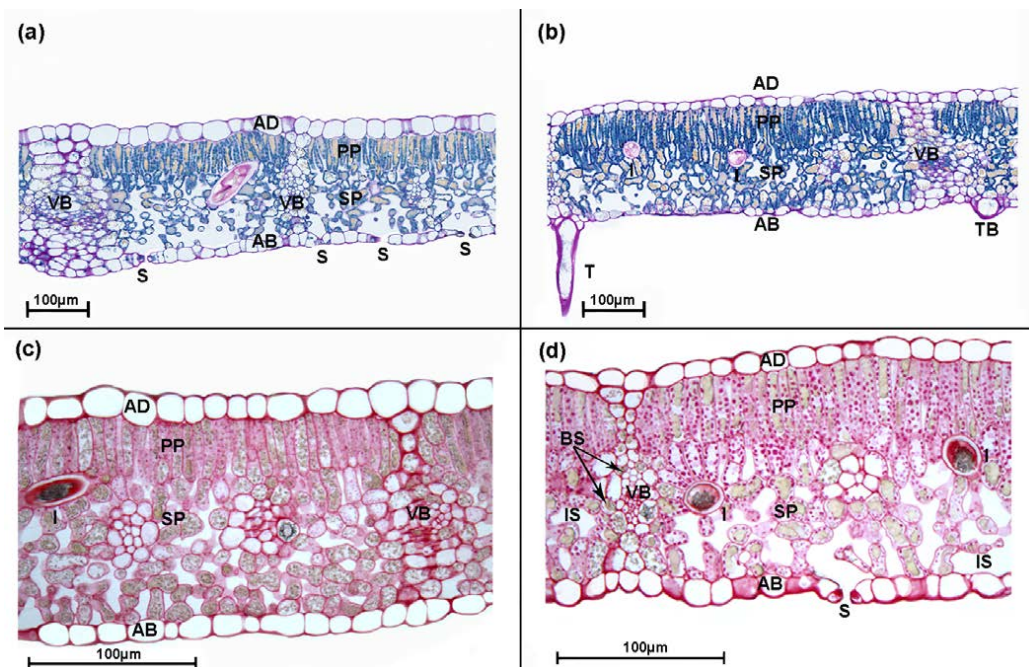 (a)
AD
PP
VB
VB
SP
AB
S
S
S
S
100µm
(b)
AD
PP
I
I
SP
VB
AB
TB
T
100µm
(c)
AD
PP
I
SP
VB
AB
100µm
(d)
AD
PP
BS
I
VB
I
SP
IS
IS
AB
S
100µm